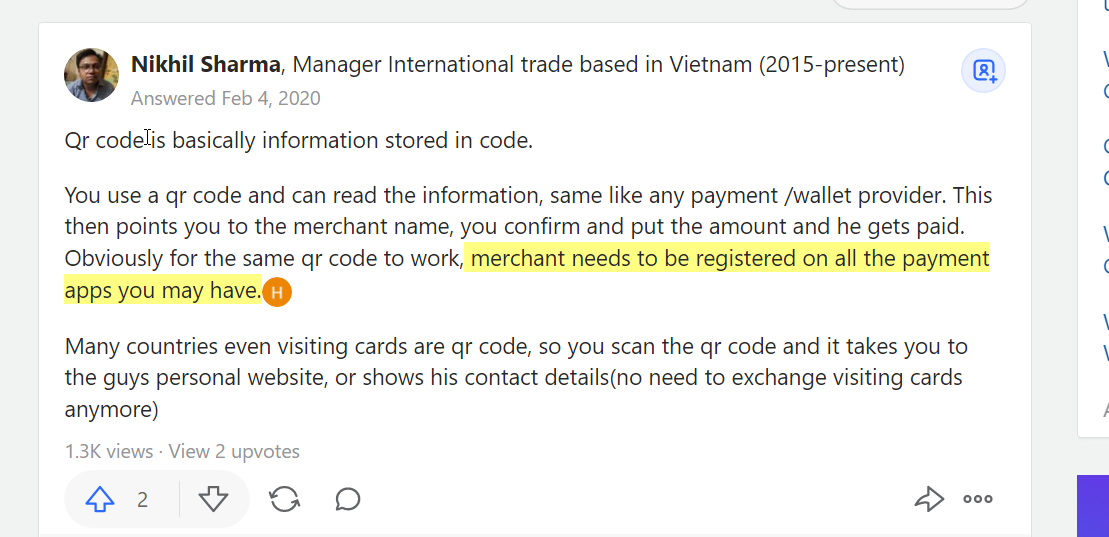 Nikhil Sharma, Manager International trade based in Vietnam (2015-present)
Answered Feb 4, 2020
Qr code is basically information stored in code.
You use a qr code and can read the information, same like any payment /wallet provider. This
then points you to the merchant name, you confirm and put the amount and he gets paid.
Obviously for the same qr code to work, merchant needs to be registered on all the payment
apps you may have. H
Many countries even visiting cards are qr code, so you scan the qr code and it takes you to
the guys personal website, or shows his contact details(no need to exchange visiting cards
anymore)
1.3K views · View 2 upvotes
2